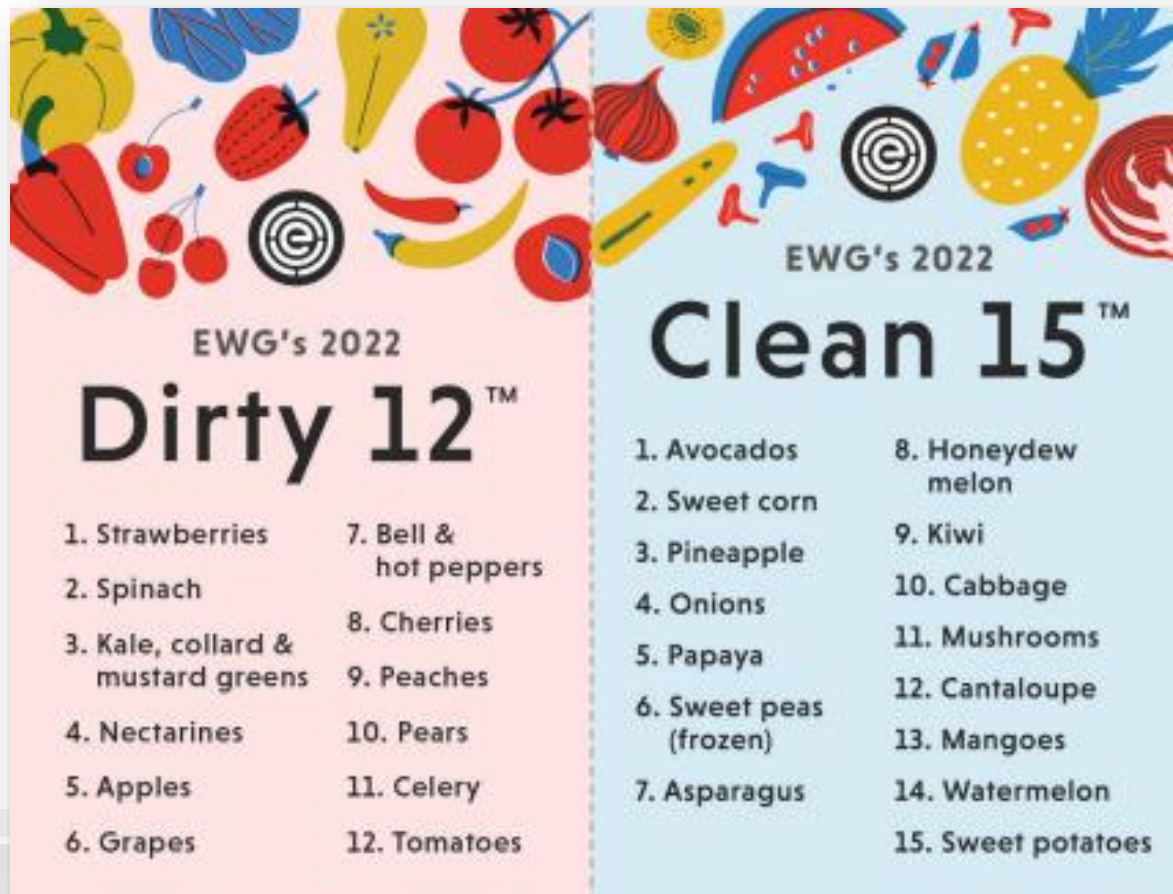 EWG's 2022
Dirty 12™
1. Strawberries
2. Spinach
3. Kale, collard &
mustard greens
4. Nectarines
5. Apples
6. Grapes
7. Bell &
hot peppers
8. Cherries
9. Peaches
10. Pears
11. Celery
12. Tomatoes
EWG's 2022
Clean 15™
1. Avocados
2. Sweet corn
3. Pineapple
4. Onions
5. Papaya
6. Sweet peas
(frozen)
7. Asparagus
8. Honeydew
melon
9. Kiwi
10. Cabbage
11. Mushrooms
12. Cantaloupe
13. Mangoes
14. Watermelon
15. Sweet potatoes